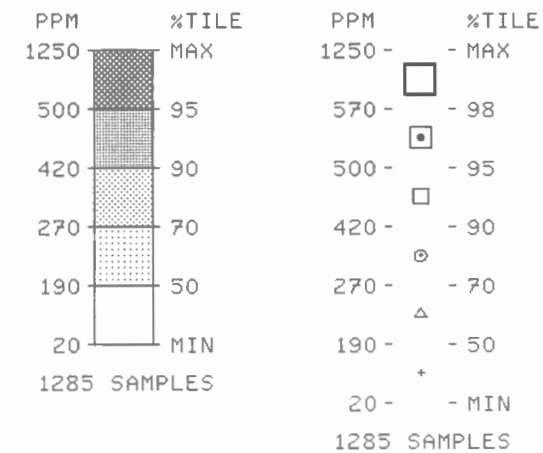 PPM %TILE
1250 MAX
500 95
420 90
270 70
190 50
20 MIN
1285 SAMPLES
PPM %TILE
1250 - - MAX
570 - - 98
500 - - 95
420 - - 90
270 - - 70
190 - - 50
20 - - MIN
1285 SAMPLES